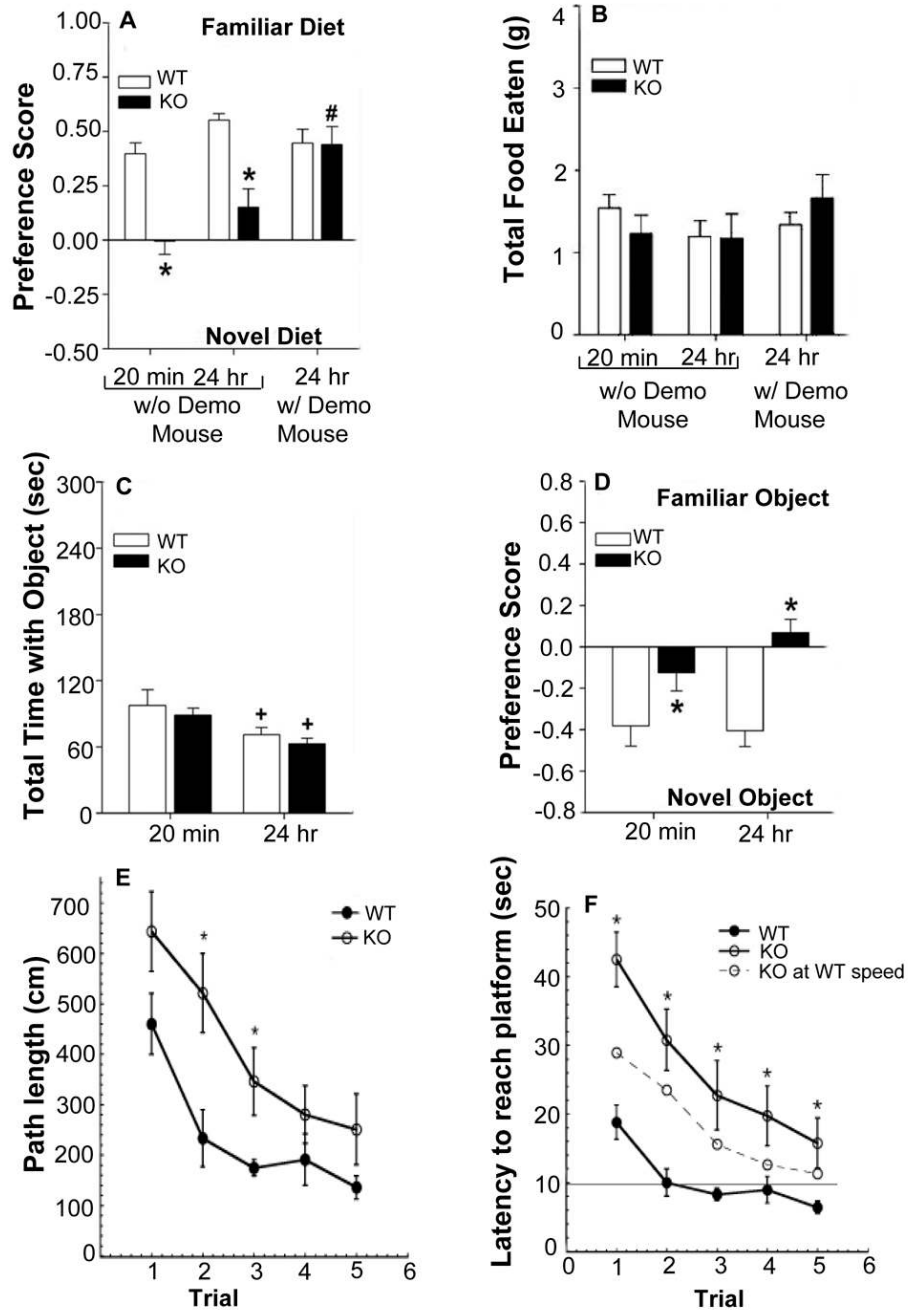 A
Familiar Diet
WT
KO
Preference Score
1.00
0.75
0.50
0.25
0.00
-0.25
-0.50
*
*
#
Novel Diet
20 min 24 hr 24 hr
w/o Demo Mouse
w/ Demo Mouse
B
WT
KO
Total Food Eaten (g)
4
3
2
1
0
20 min 24 hr 24 hr
w/o Demo Mouse
w/ Demo Mouse
C
WT
KO
Total Time with Object (sec)
300
240
180
120
60
0
+
+
20 min 24 hr
D
Familiar Object
WT
KO
Preference Score
0.8
0.6
0.4
0.2
0.0
-0.2
-0.4
-0.6
-0.8
*
*
Novel Object
20 min 24 hr
E
WT
KO
Path length (cm)
700
600
500
400
300
200
100
0
*
*
1 2 3 4 5 6
Trial
F
WT
KO
KO at WT speed
Latency to reach platform (sec)
50
40
30
20
10
0
*
*
*
*
*
0 1 2 3 4 5 6
Trial